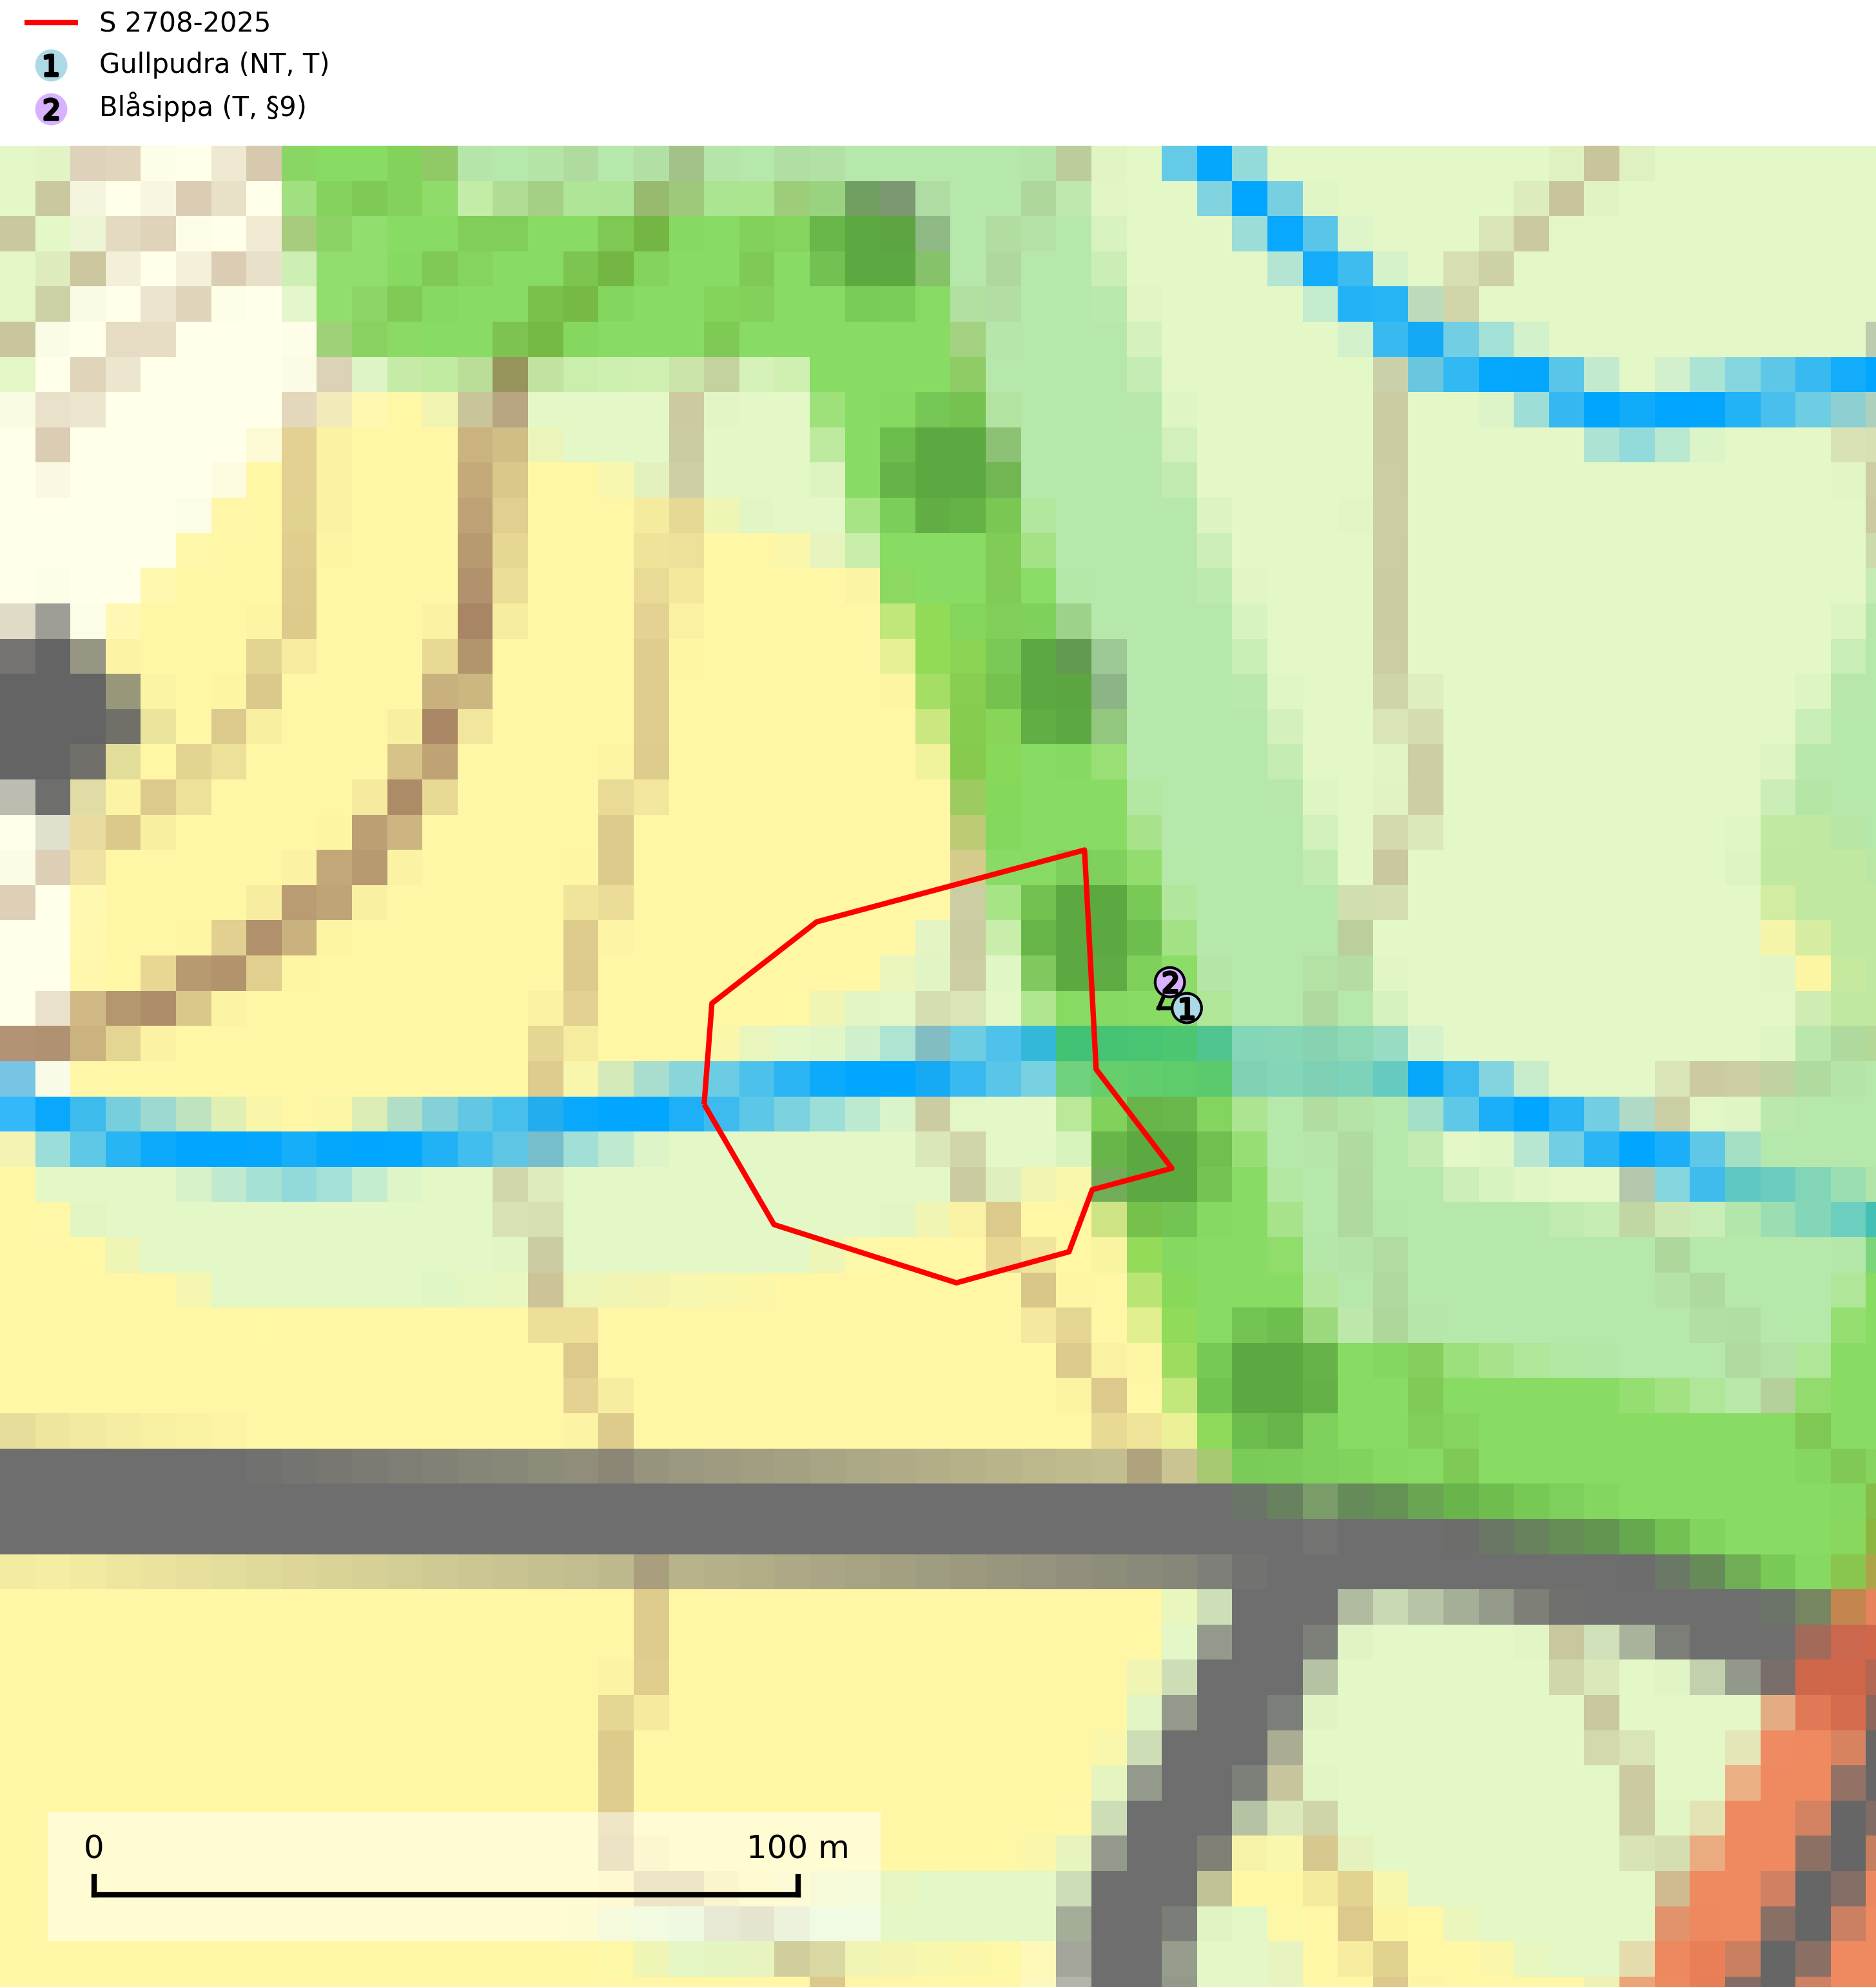 S 2708-2025
1 Gullpudra (NT, T)
2 Blåsippa (T, §9)
2
1
0 100 m